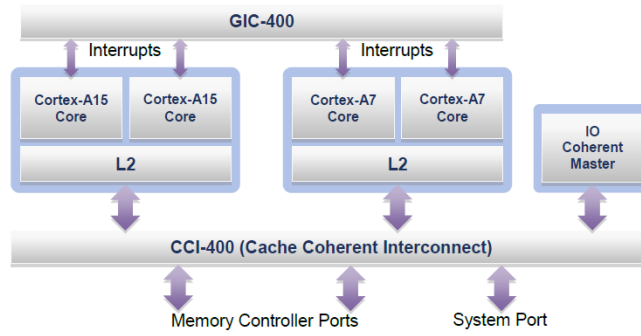 GIC-400
Interrupts
Interrupts
Cortex-A15
Core
Cortex-A15
Core
L2
Cortex-A7
Core
Cortex-A7
Core
L2
IO
Coherent
Master
CCI-400 (Cache Coherent Interconnect)
Memory Controller Ports
System Port